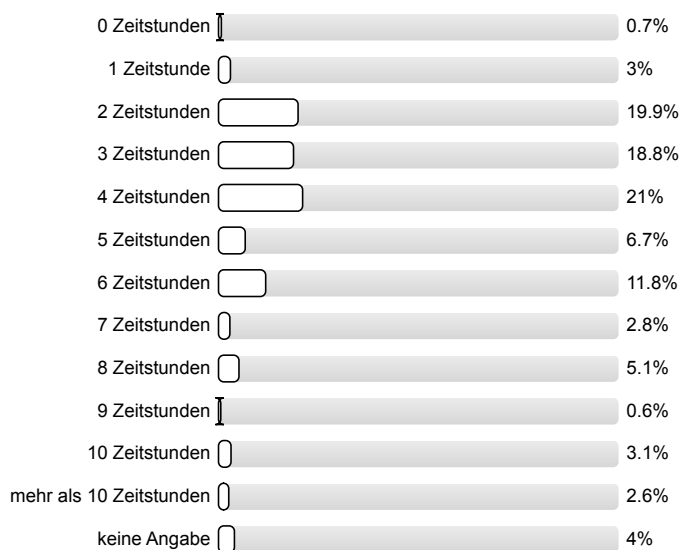 0 Zeitstunden 0.7%
1 Zeitstunde 3%
2 Zeitstunden 19.9%
3 Zeitstunden 18.8%
4 Zeitstunden 21%
5 Zeitstunden 6.7%
6 Zeitstunden 11.8%
7 Zeitstunden 2.8%
8 Zeitstunden 5.1%
9 Zeitstunden 0.6%
10 Zeitstunden 3.1%
mehr als 10 Zeitstunden 2.6%
keine Angabe 4%